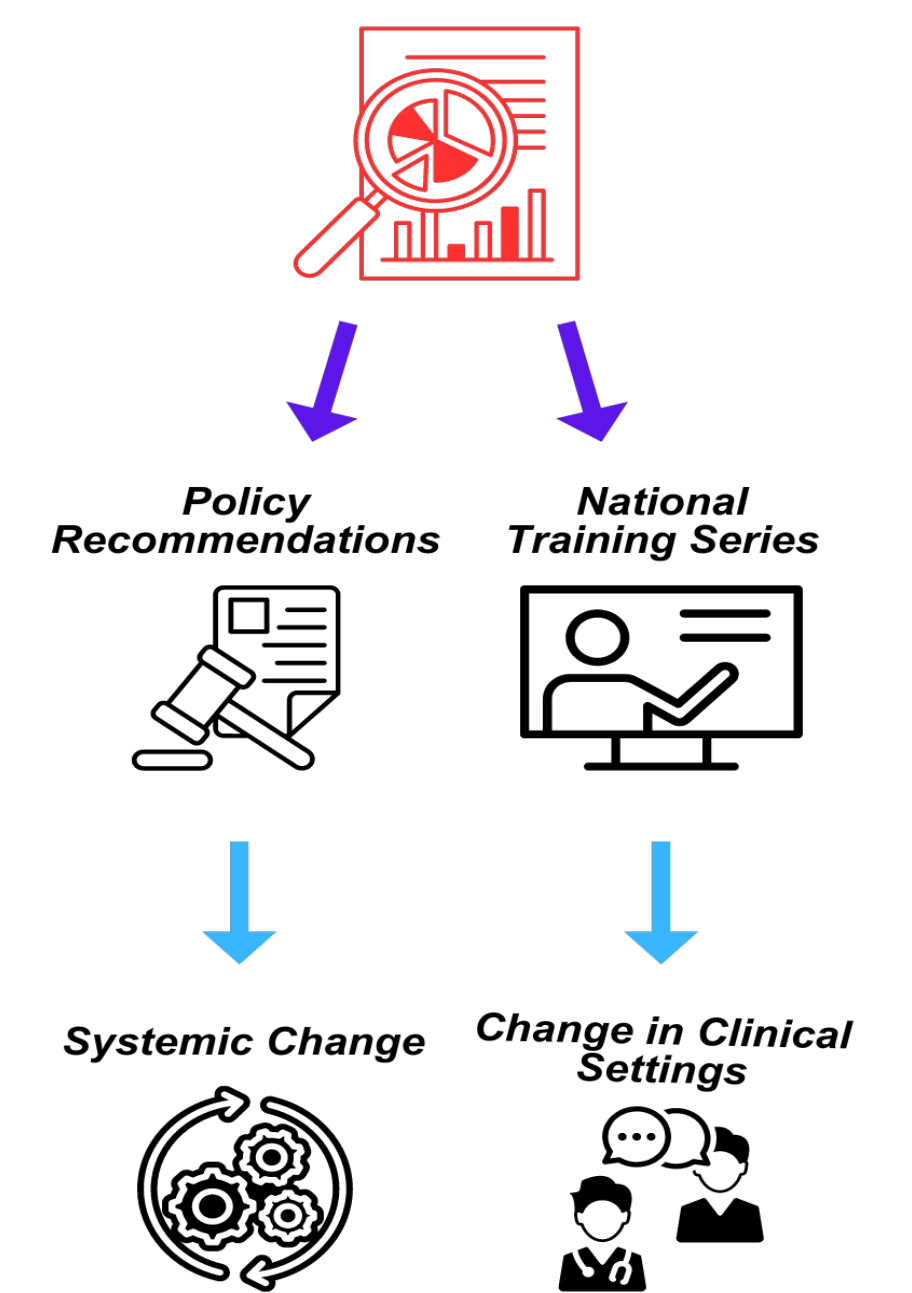 Policy
Recommendations
National
Training Series
Systemic Change
Change in Clinical
Settings